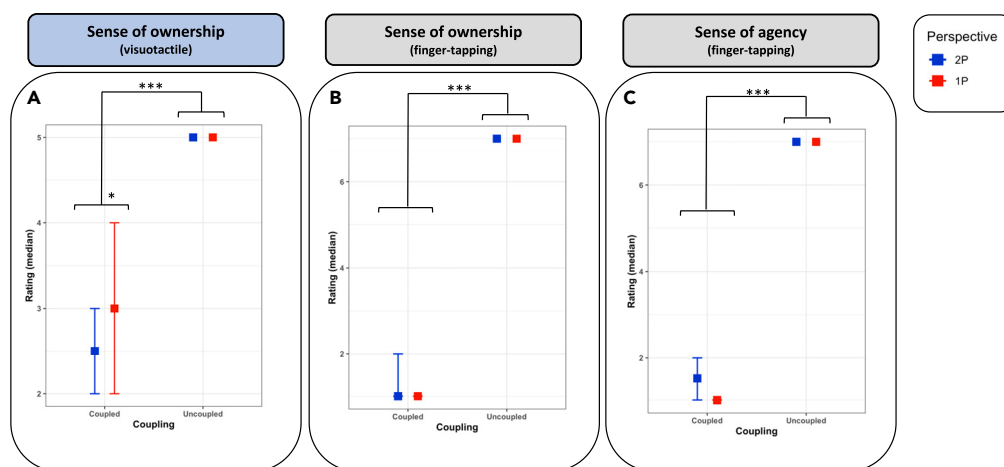 Sense of ownership
(visuotactile)
Sense of ownership
(finger-tapping)
Sense of agency
(finger-tapping)
Perspective
2P
1P
A
***
*
5
4
3
2
Rating (median)
Coupled
Uncoupled
Coupling
B
***
6
4
2
Rating (median)
Coupled
Uncoupled
Coupling
C
***
6
4
2
Rating (median)
Coupled
Uncoupled
Coupling